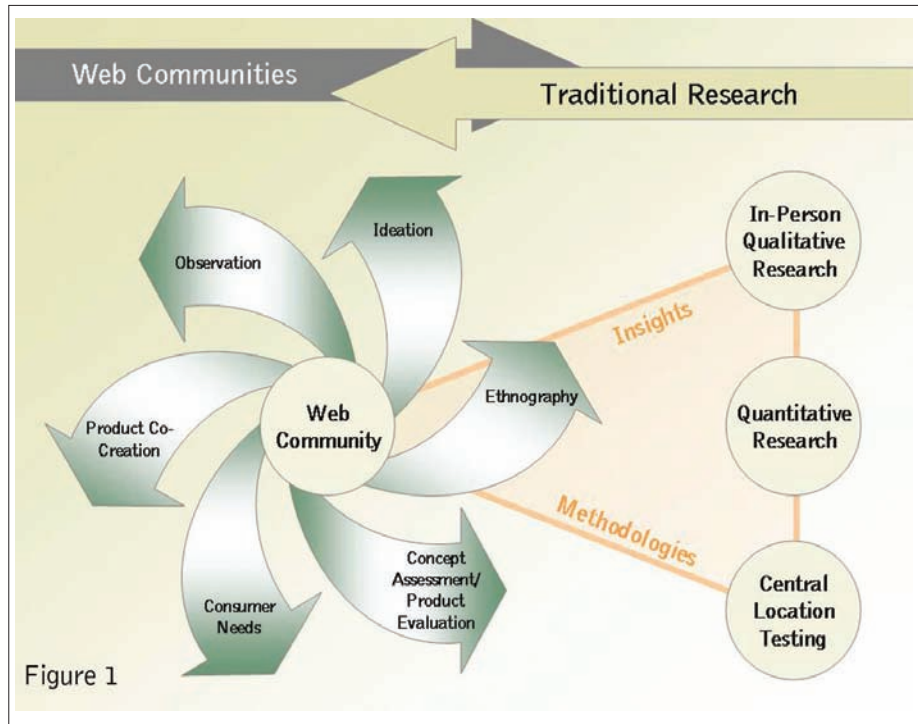 Web Communities
Traditional Research
Ideation
Observation
In-Person
Qualitative
Research
Insights
Ethnography
Web
Community
Product Co-
Creation
Quantitative
Research
Methodologies
Concept
Assessment/
Product
Evaluation
Consumer
Needs
Central
Location
Testing
Figure 1